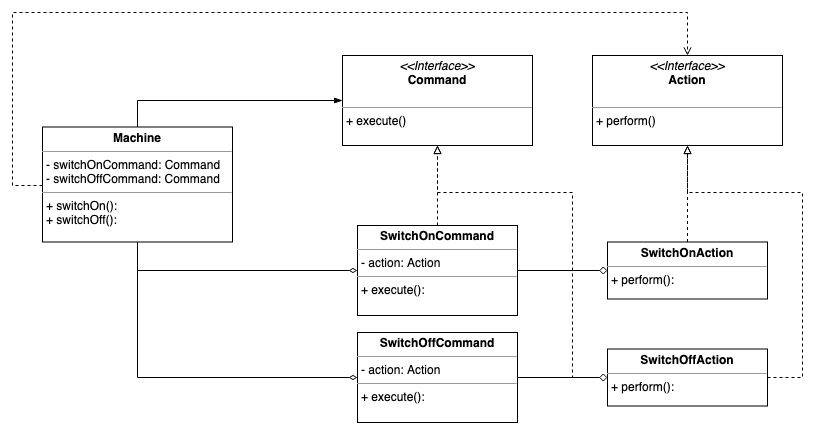 <<Interface>>
Command
+ execute()
<<Interface>>
Action
+ perform()
Machine
- switchOnCommand: Command
- switchOffCommand: Command
+ switchOn():
+ switchOff():
SwitchOnCommand
- action: Action
+ execute():
SwitchOnAction
+ perform():
SwitchOffCommand
- action: Action
+ execute():
SwitchOffAction
+ perform():